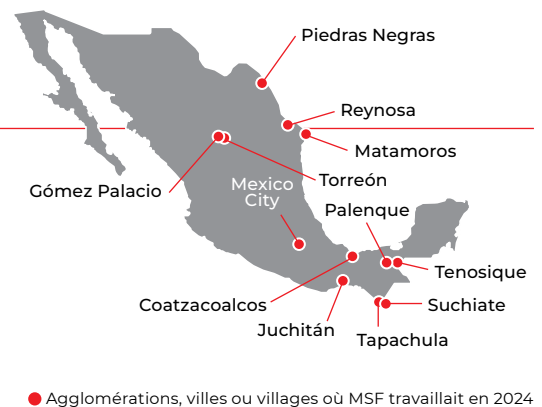 Piedras Negras
Reynosa
Matamoros
Torreón
Gómez Palacio
Mexico
City
Palenque
Tenosique
Coatzacoalcos
Suchiate
Juchitán
Tapachula
Agglomérations, villes ou villages où MSF travaillait en 2024